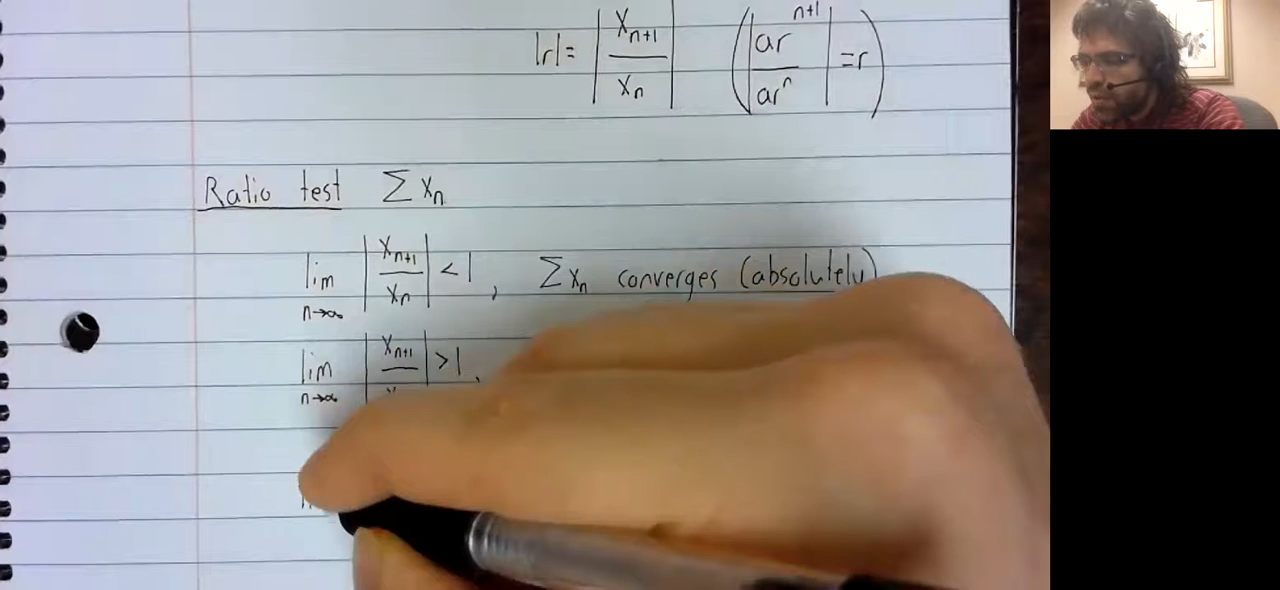 |r| = | x_{n+1} / x_n | ( | ar^{n+1} / ar^n | = r )
Ratio test Σ x_n
lim_{n→∞} | x_{n+1} / x_n | < 1 , Σ x_n converges (absolutely)
lim_{n→∞} | x_{n+1} / x | > 1 ,